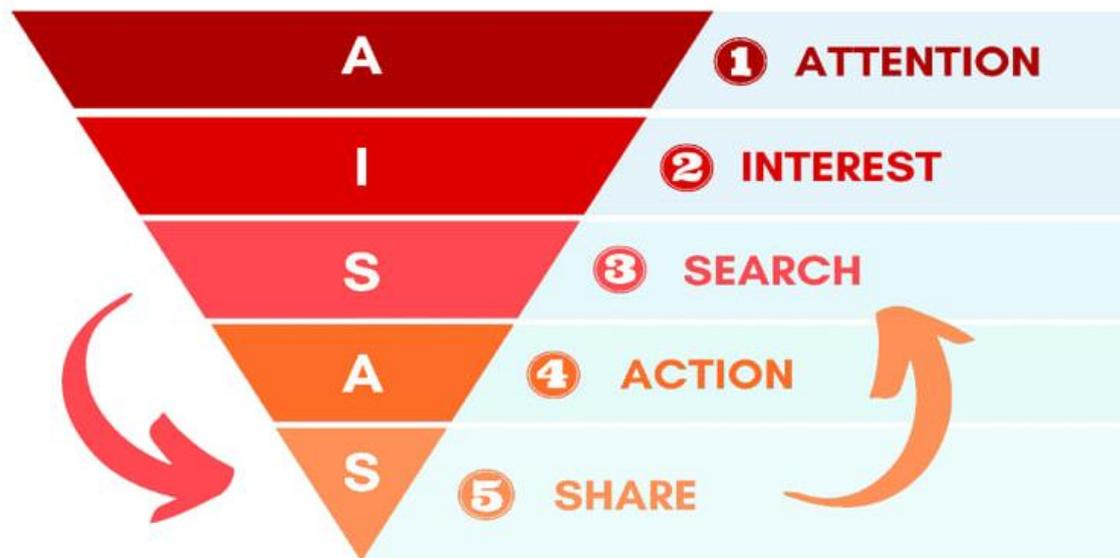 A
1 ATTENTION
I
2 INTEREST
S
3 SEARCH
A
4 ACTION
S
5 SHARE